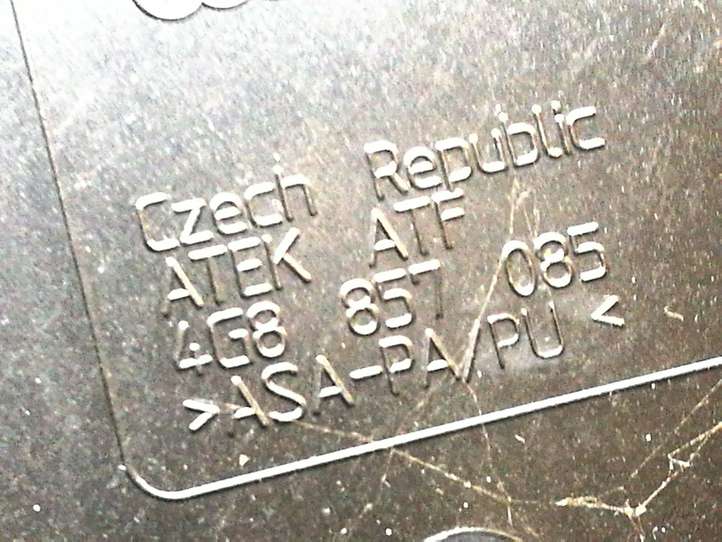 Czech Republic
ATEK ATF
4G8 857 085
>ASA-PA/PU<